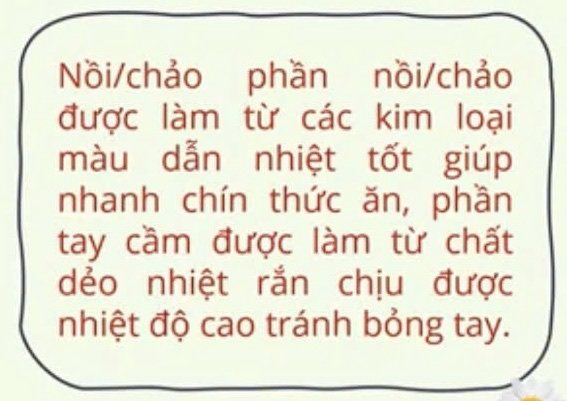 Nồi/chảo phần nồi/chảo
được làm từ các kim loại
màu dẫn nhiệt tốt giúp
nhanh chín thức ăn, phần
tay cầm được làm từ chất
dẻo nhiệt rắn chịu được
nhiệt độ cao tránh bỏng tay.